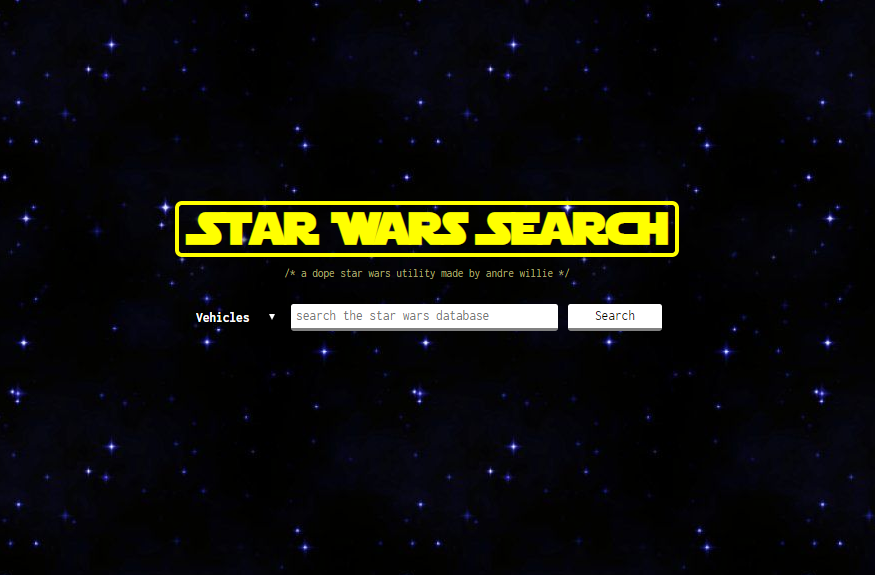 STAR WARS SEARCH
/* a dope star wars utility made by andre willie */
Vehicles ▼ search the star wars database Search